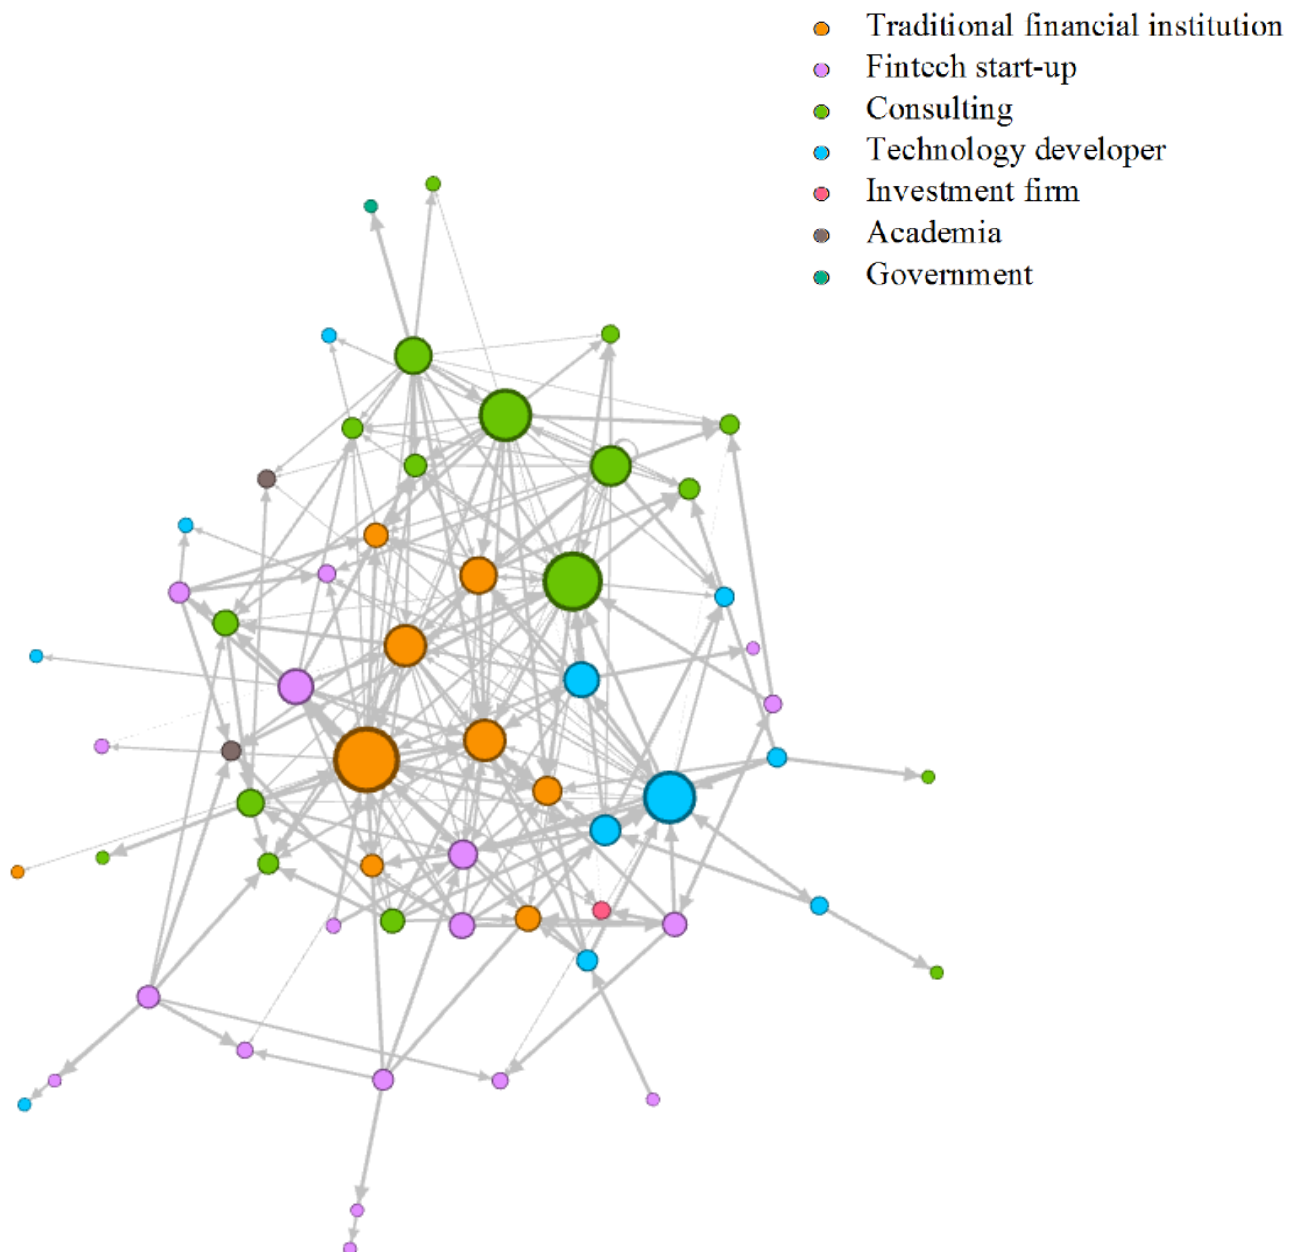 Traditional financial institution
Fintech start-up
Consulting
Technology developer
Investment firm
Academia
Government